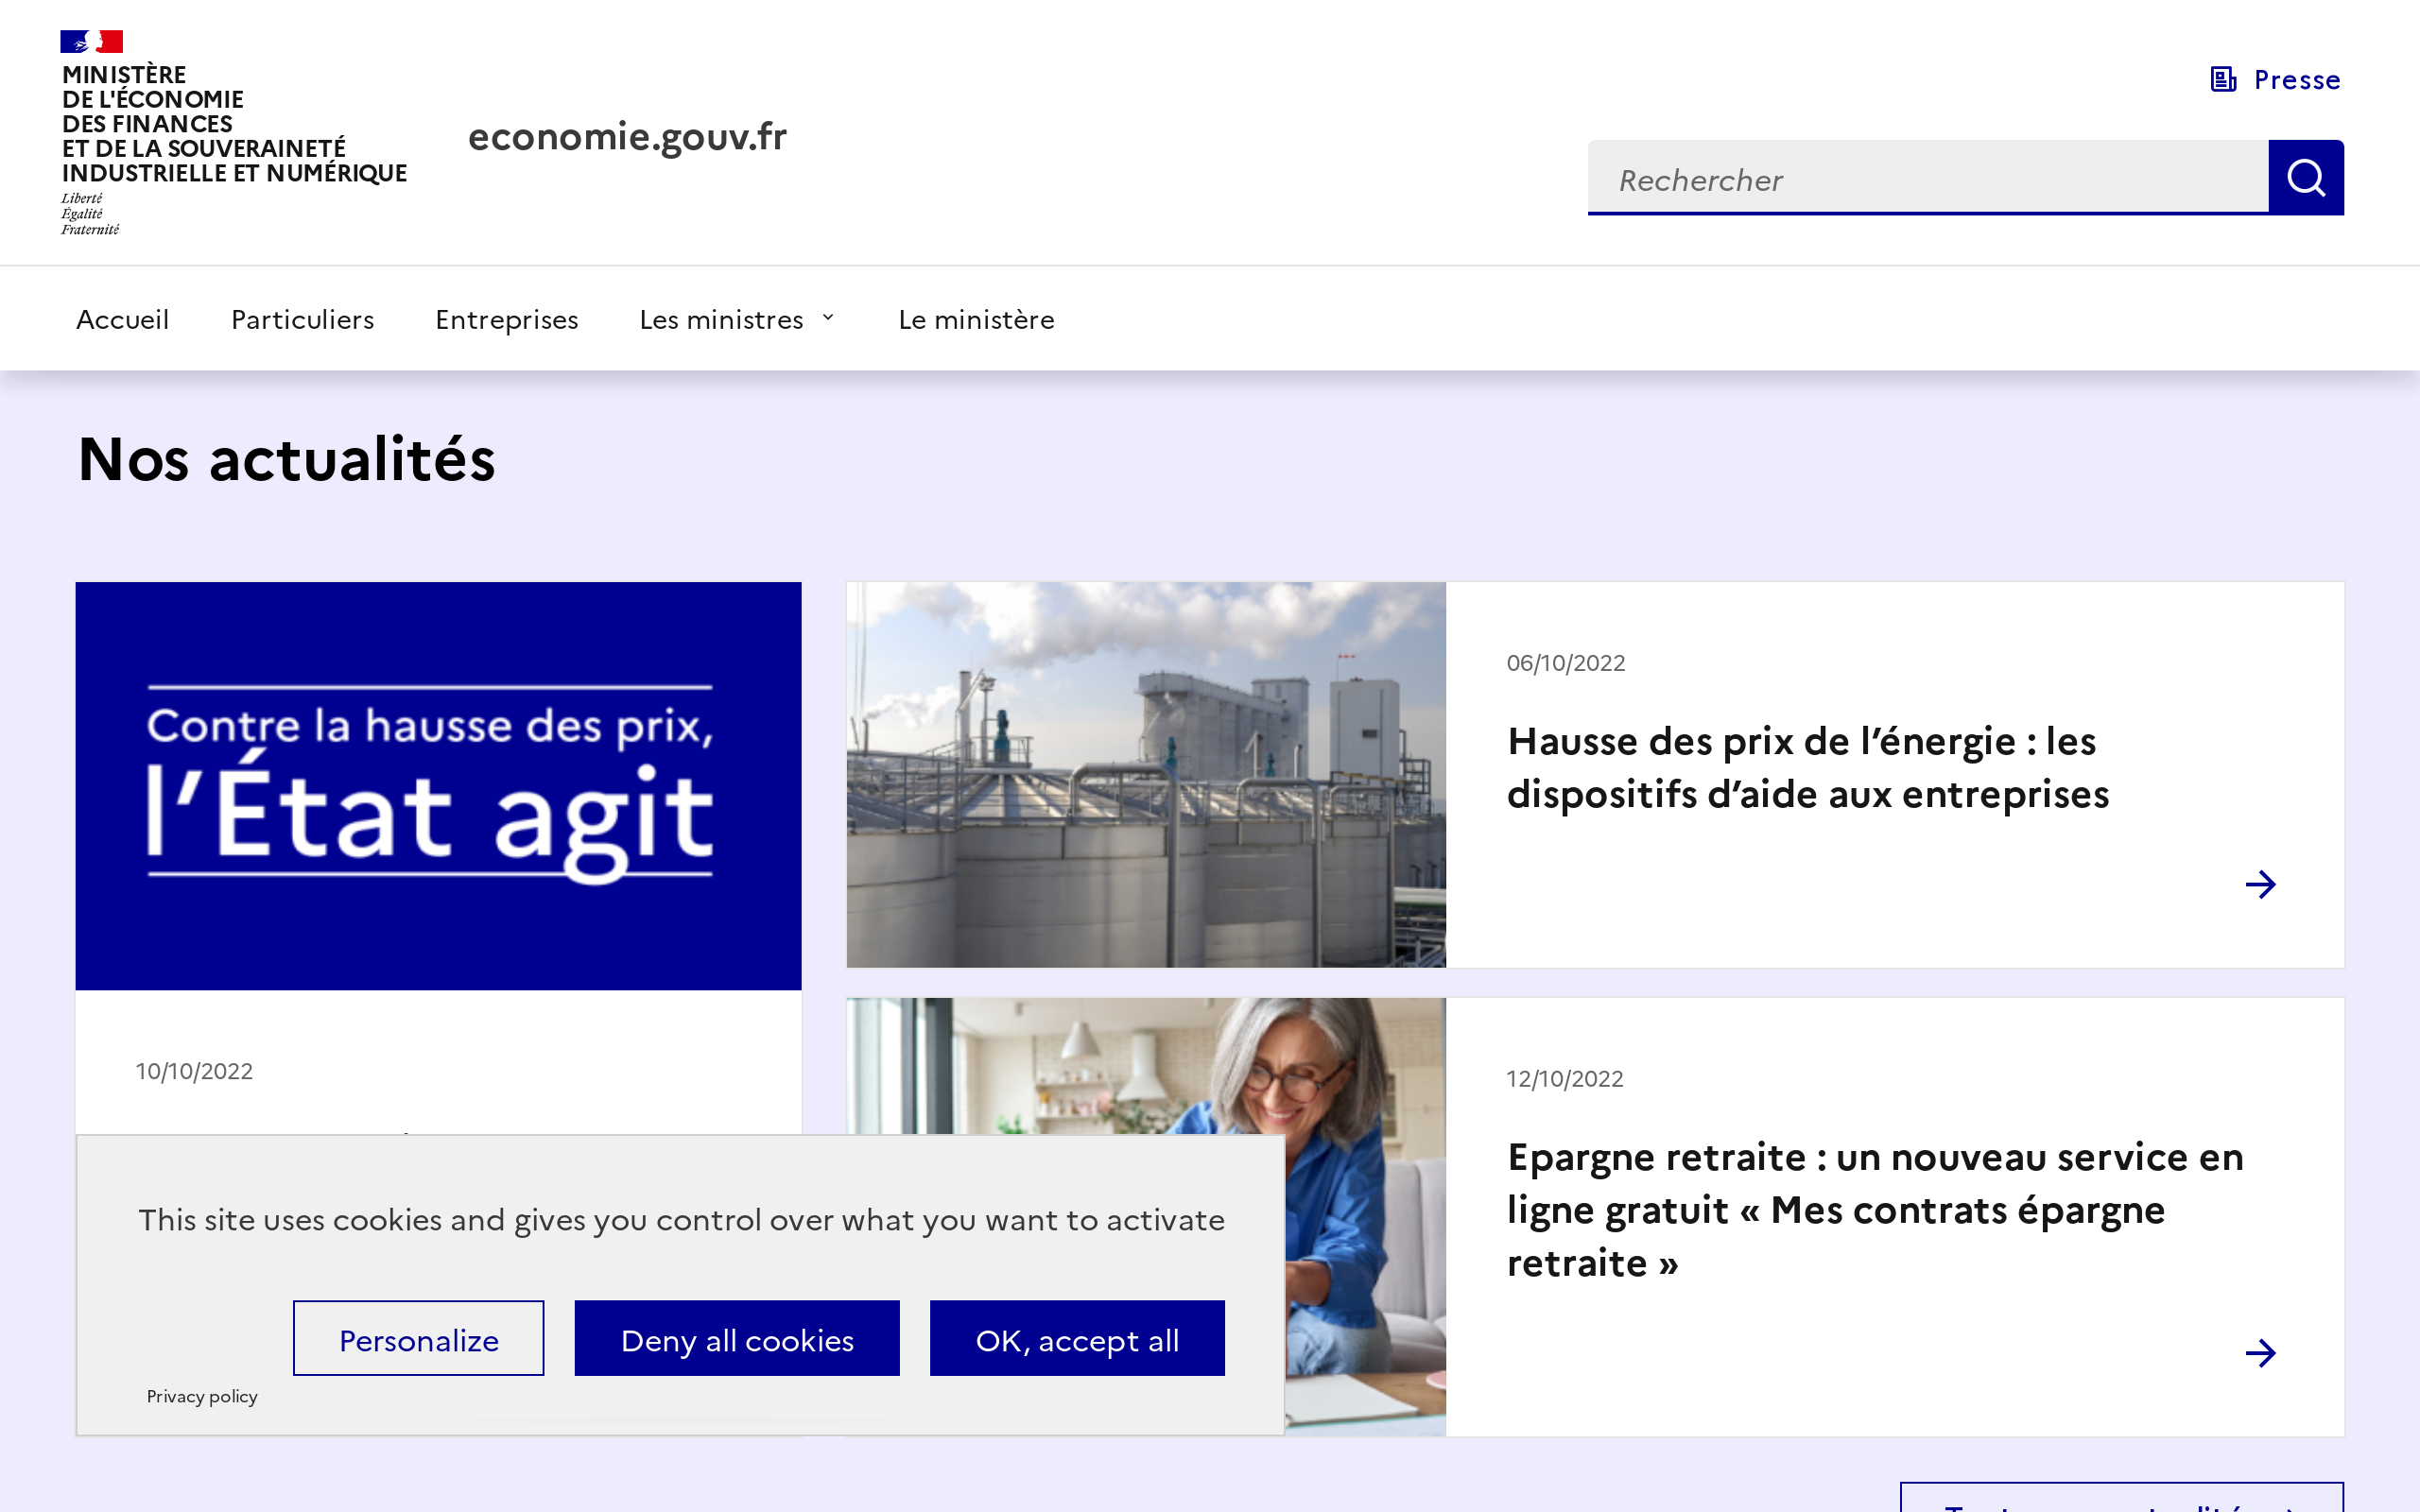 MINISTÈRE
DE L'ÉCONOMIE
DES FINANCES
ET DE LA SOUVERAINETÉ
INDUSTRIELLE ET NUMÉRIQUE
Liberté
Égalité
Fraternité
economie.gouv.fr
Presse
Rechercher
Accueil
Particuliers
Entreprises
Les ministres
Le ministère
Nos actualités
Contre la hausse des prix,
l’État agit
10/10/2022
06/10/2022
Hausse des prix de l’énergie : les
dispositifs d’aide aux entreprises
12/10/2022
Epargne retraite : un nouveau service en
ligne gratuit « Mes contrats épargne
retraite »
This site uses cookies and gives you control over what you want to activate
Personalize
Deny all cookies
OK, accept all
Privacy policy